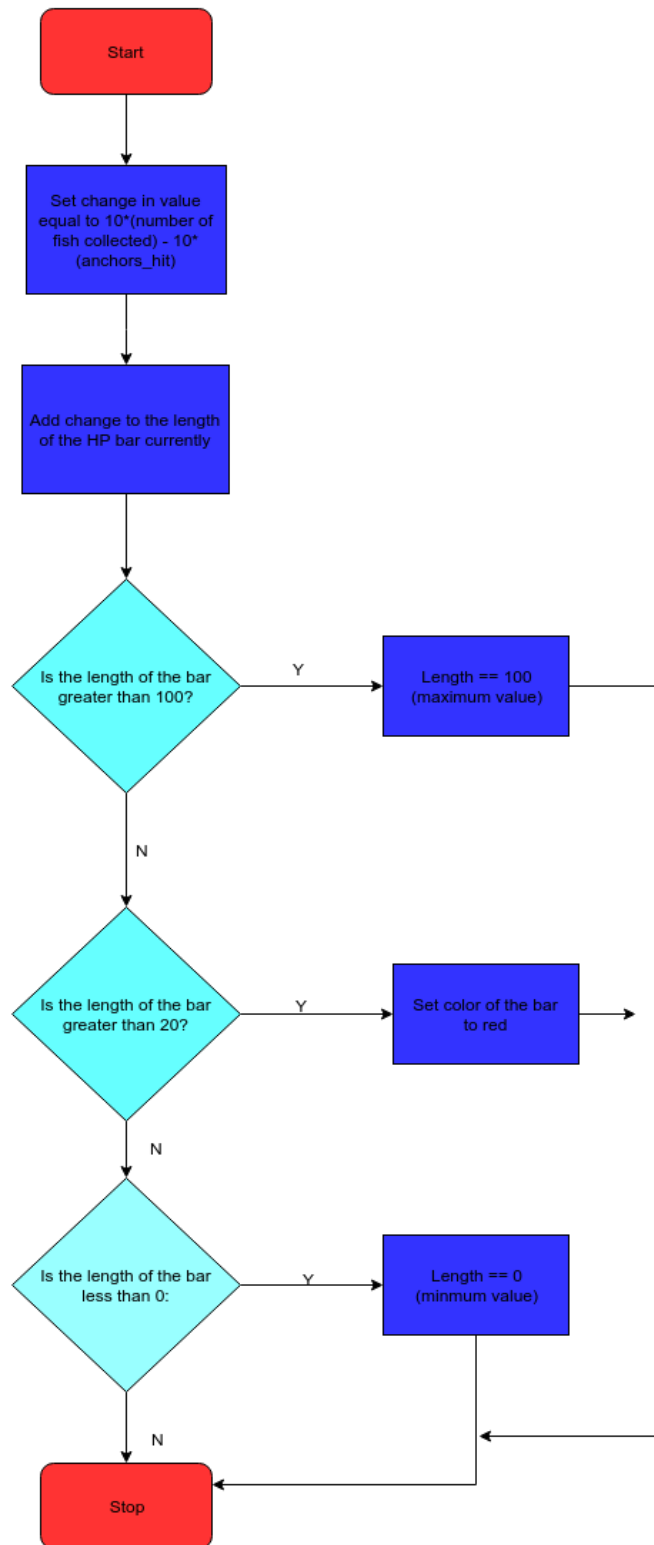 Start
Set change in value
equal to 10*(number of
fish collected) - 10*
(anchors_hit)
Add change to the length
of the HP bar currently
Is the length of the bar
greater than 100?
Y
Length == 100
(maximum value)
N
Is the length of the bar
greater than 20?
Y
Set color of the bar
to red
N
Is the length of the bar
less than 0:
Y
Length == 0
(minmum value)
N
Stop